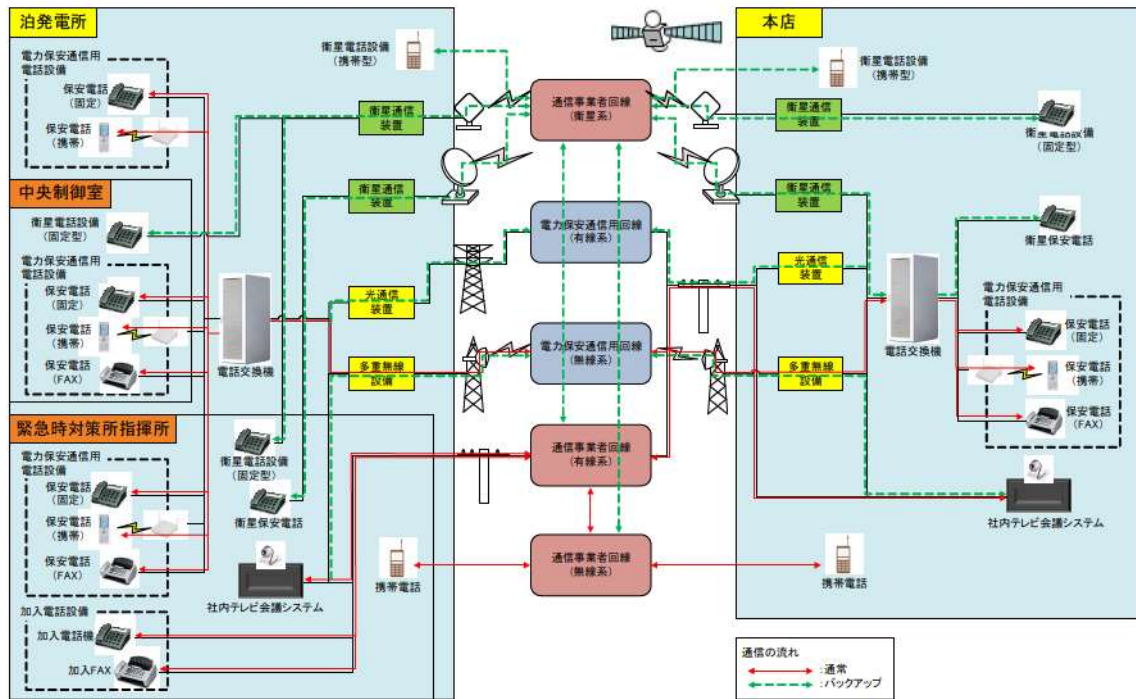 泊発電所
電力保安通信用
電話設備
保安電話
(固定)
保安電話
(携帯)
中央制御室
衛星電話設備
(固定型)
電力保安通信用
電話設備
保安電話
(固定)
保安電話
(携帯)
保安電話
(FAX)
電話交換機
緊急時対策所指揮所
電力保安通信用
電話設備
保安電話
(固定)
保安電話
(携帯)
保安電話
(FAX)
加入電話設備
加入電話機
加入FAX
衛星電話設備
(固定型)
衛星保安電話
社内テレビ会議システム
携帯電話
衛星電話設備
(携帯型)
衛星通信
装置
衛星通信
装置
光通信
装置
多重無線
設備
通信事業者回線
(衛星系)
電力保安通信用回線
(有線系)
電力保安通信用回線
(無線系)
通信事業者回線
(有線系)
通信事業者回線
(無線系)
本店
衛星電話設備
(携帯型)
衛星通信
装置
衛星電話設備
(固定型)
衛星通信
装置
衛星保安電話
光通信
装置
多重無線
設備
電話交換機
電力保安通信用
電話設備
保安電話
(固定)
保安電話
(携帯)
保安電話
(FAX)
社内テレビ会議システム
携帯電話
通信の流れ
:通常
:バックアップ